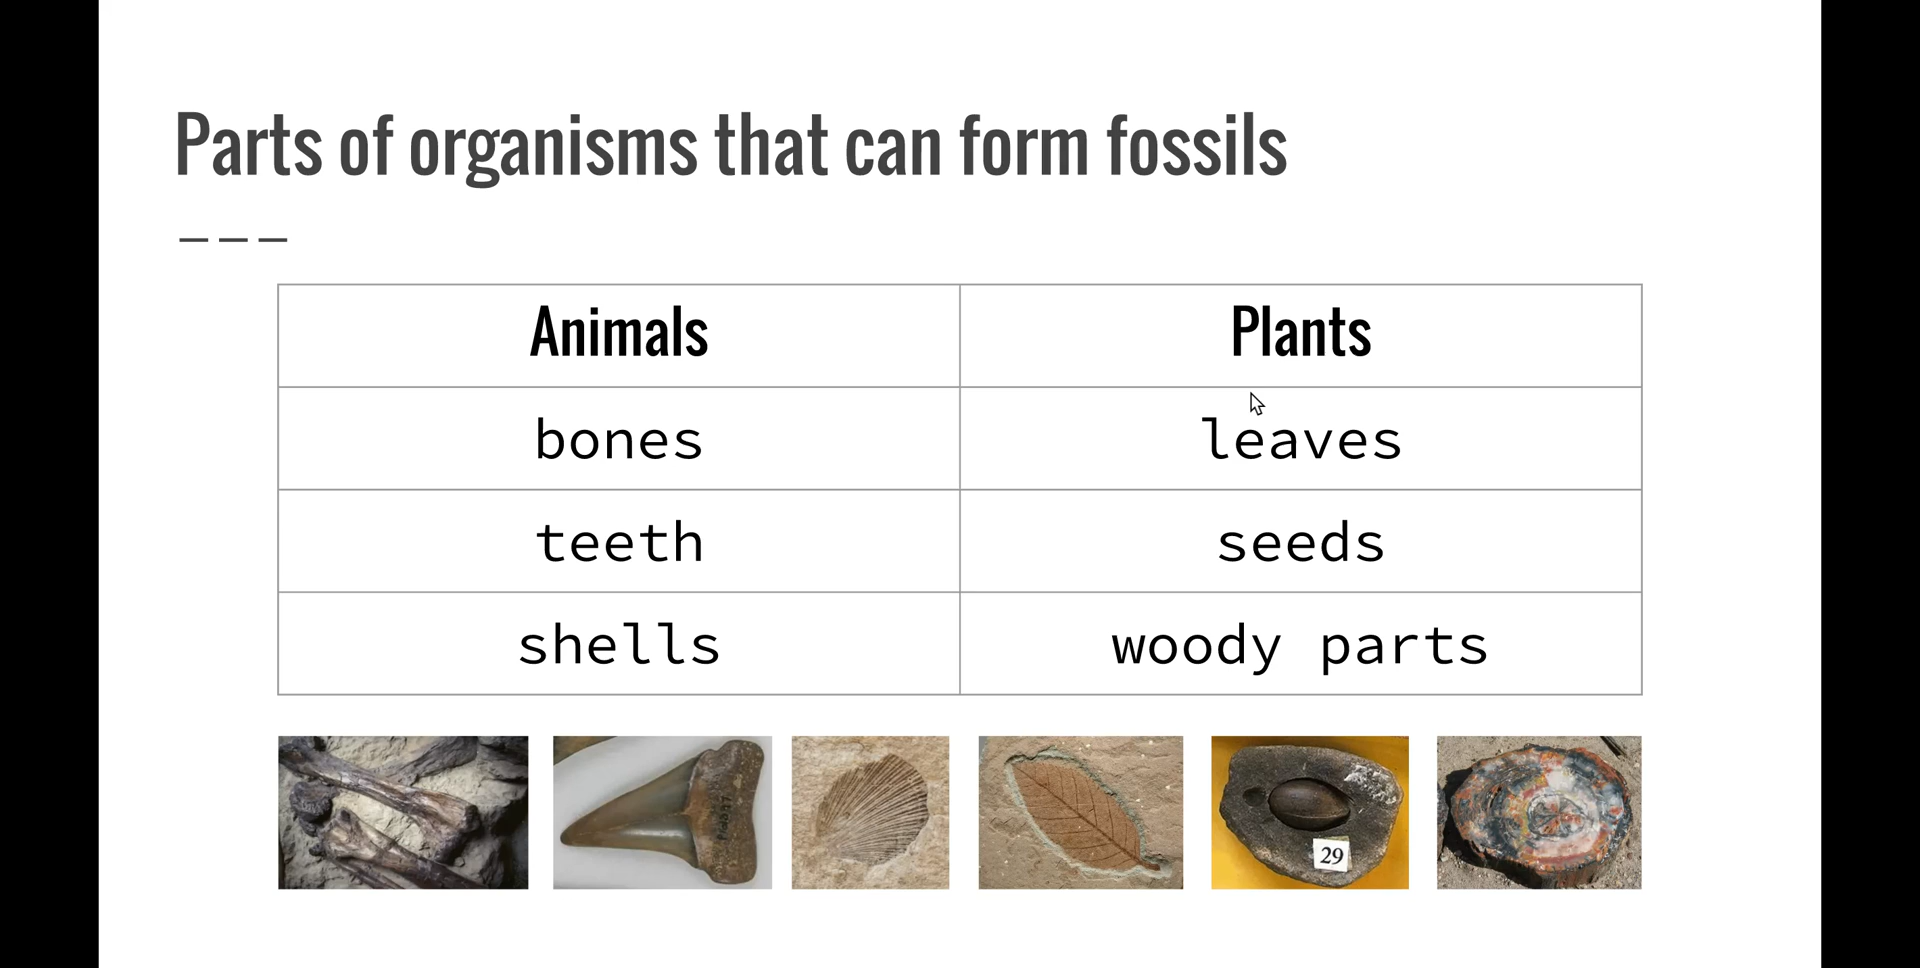 Parts of organisms that can form fossils
Animals Plants
bones leaves
teeth seeds
shells woody parts
29